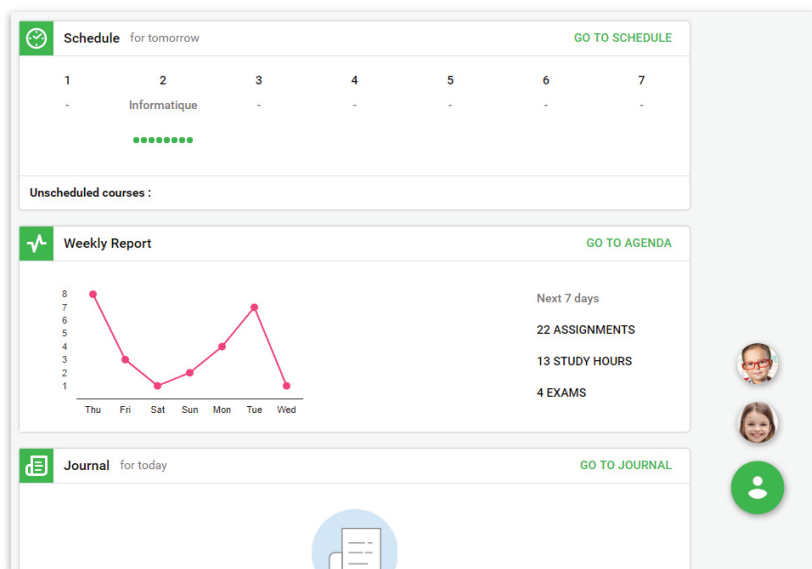 Schedule for tomorrow GO TO SCHEDULE
1 2 3 4 5 6 7
- Informatique - - - - -
Unscheduled courses :
Weekly Report GO TO AGENDA
8
7
6
5
4
3
2
1
Thu Fri Sat Sun Mon Tue Wed
Next 7 days
22 ASSIGNMENTS
13 STUDY HOURS
4 EXAMS
Journal for today GO TO JOURNAL